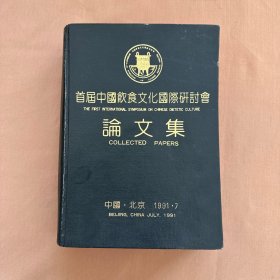 首屆中國飲食文化國際研討會
THE FIRST INTERNATIONAL SYMPOSIUM ON CHINESE DIETETIC CULTURE
論文集
COLLECTED PAPERS
中國·北京 1991·7
BEIJING, CHINA JULY, 1991